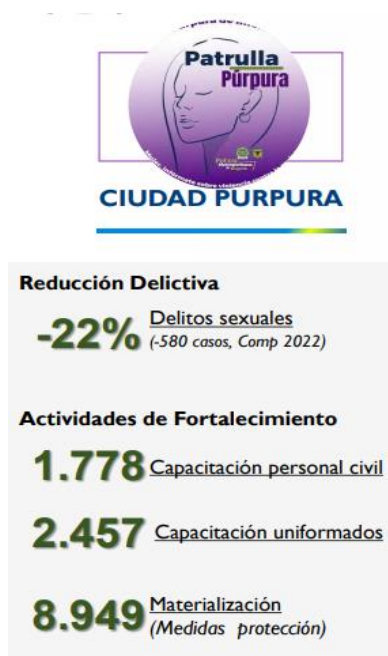 Patrulla
Púrpura
CIUDAD PURPURA
Reducción Delictiva
-22% Delitos sexuales
(-580 casos, Comp 2022)
Actividades de Fortalecimiento
1.778 Capacitación personal civil
2.457 Capacitación uniformados
8.949 Materialización
(Medidas protección)